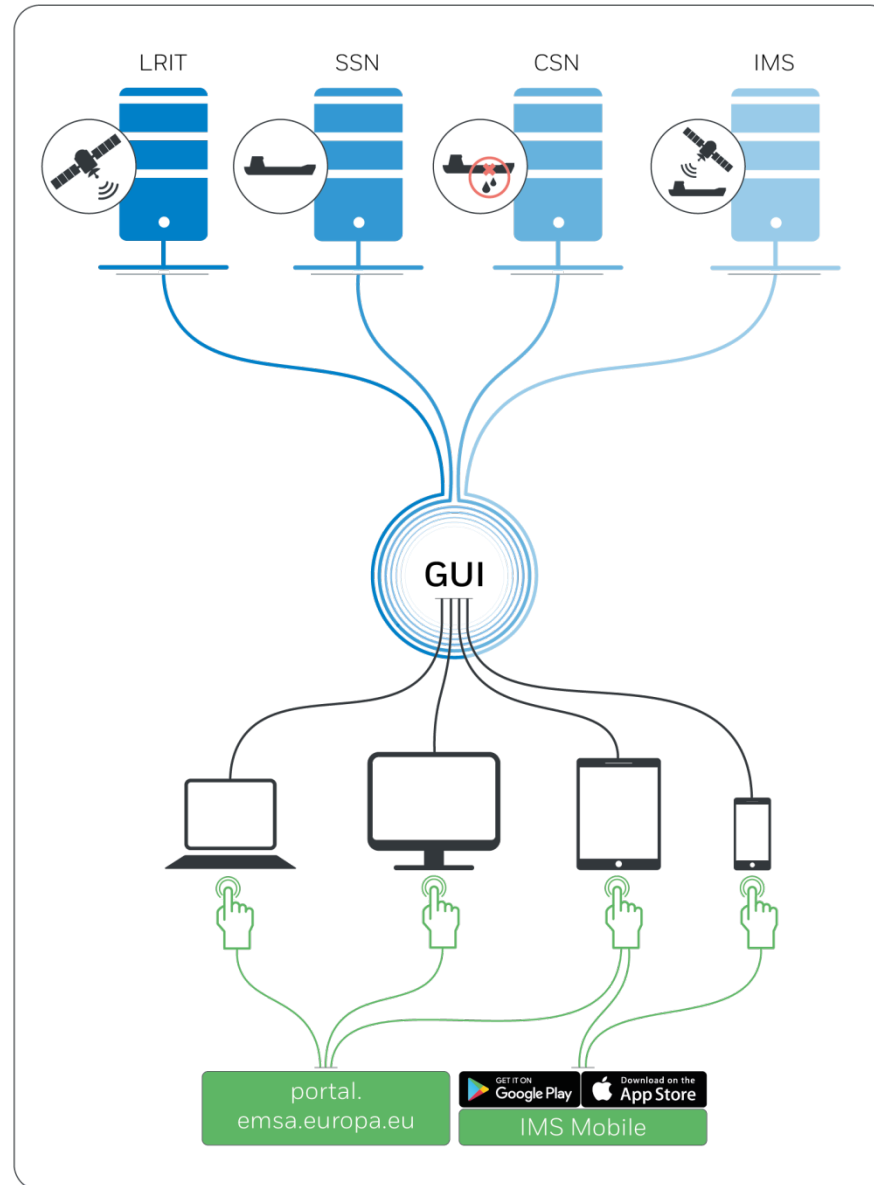 LRIT
SSN
CSN
IMS
GUI
portal.
emsa.europa.eu
GET IT ON
Google Play
Download on the
App Store
IMS Mobile